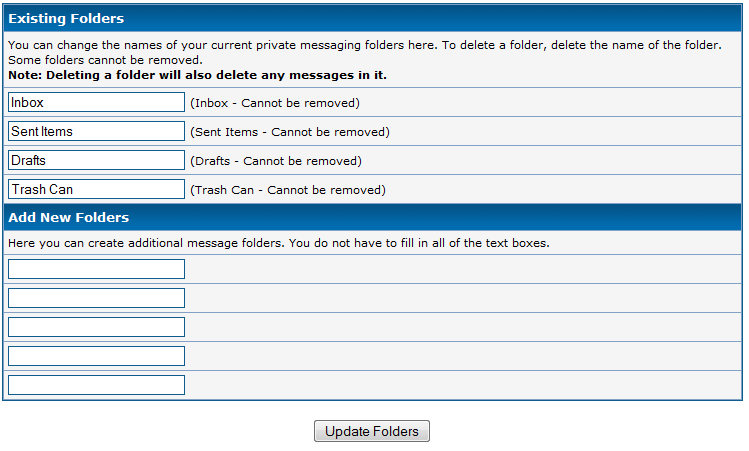 Existing Folders
You can change the names of your current private messaging folders here. To delete a folder, delete the name of the folder.
Some folders cannot be removed.
Note: Deleting a folder will also delete any messages in it.
Inbox (Inbox - Cannot be removed)
Sent Items (Sent Items - Cannot be removed)
Drafts (Drafts - Cannot be removed)
Trash Can (Trash Can - Cannot be removed)
Add New Folders
Here you can create additional message folders. You do not have to fill in all of the text boxes.
Update Folders